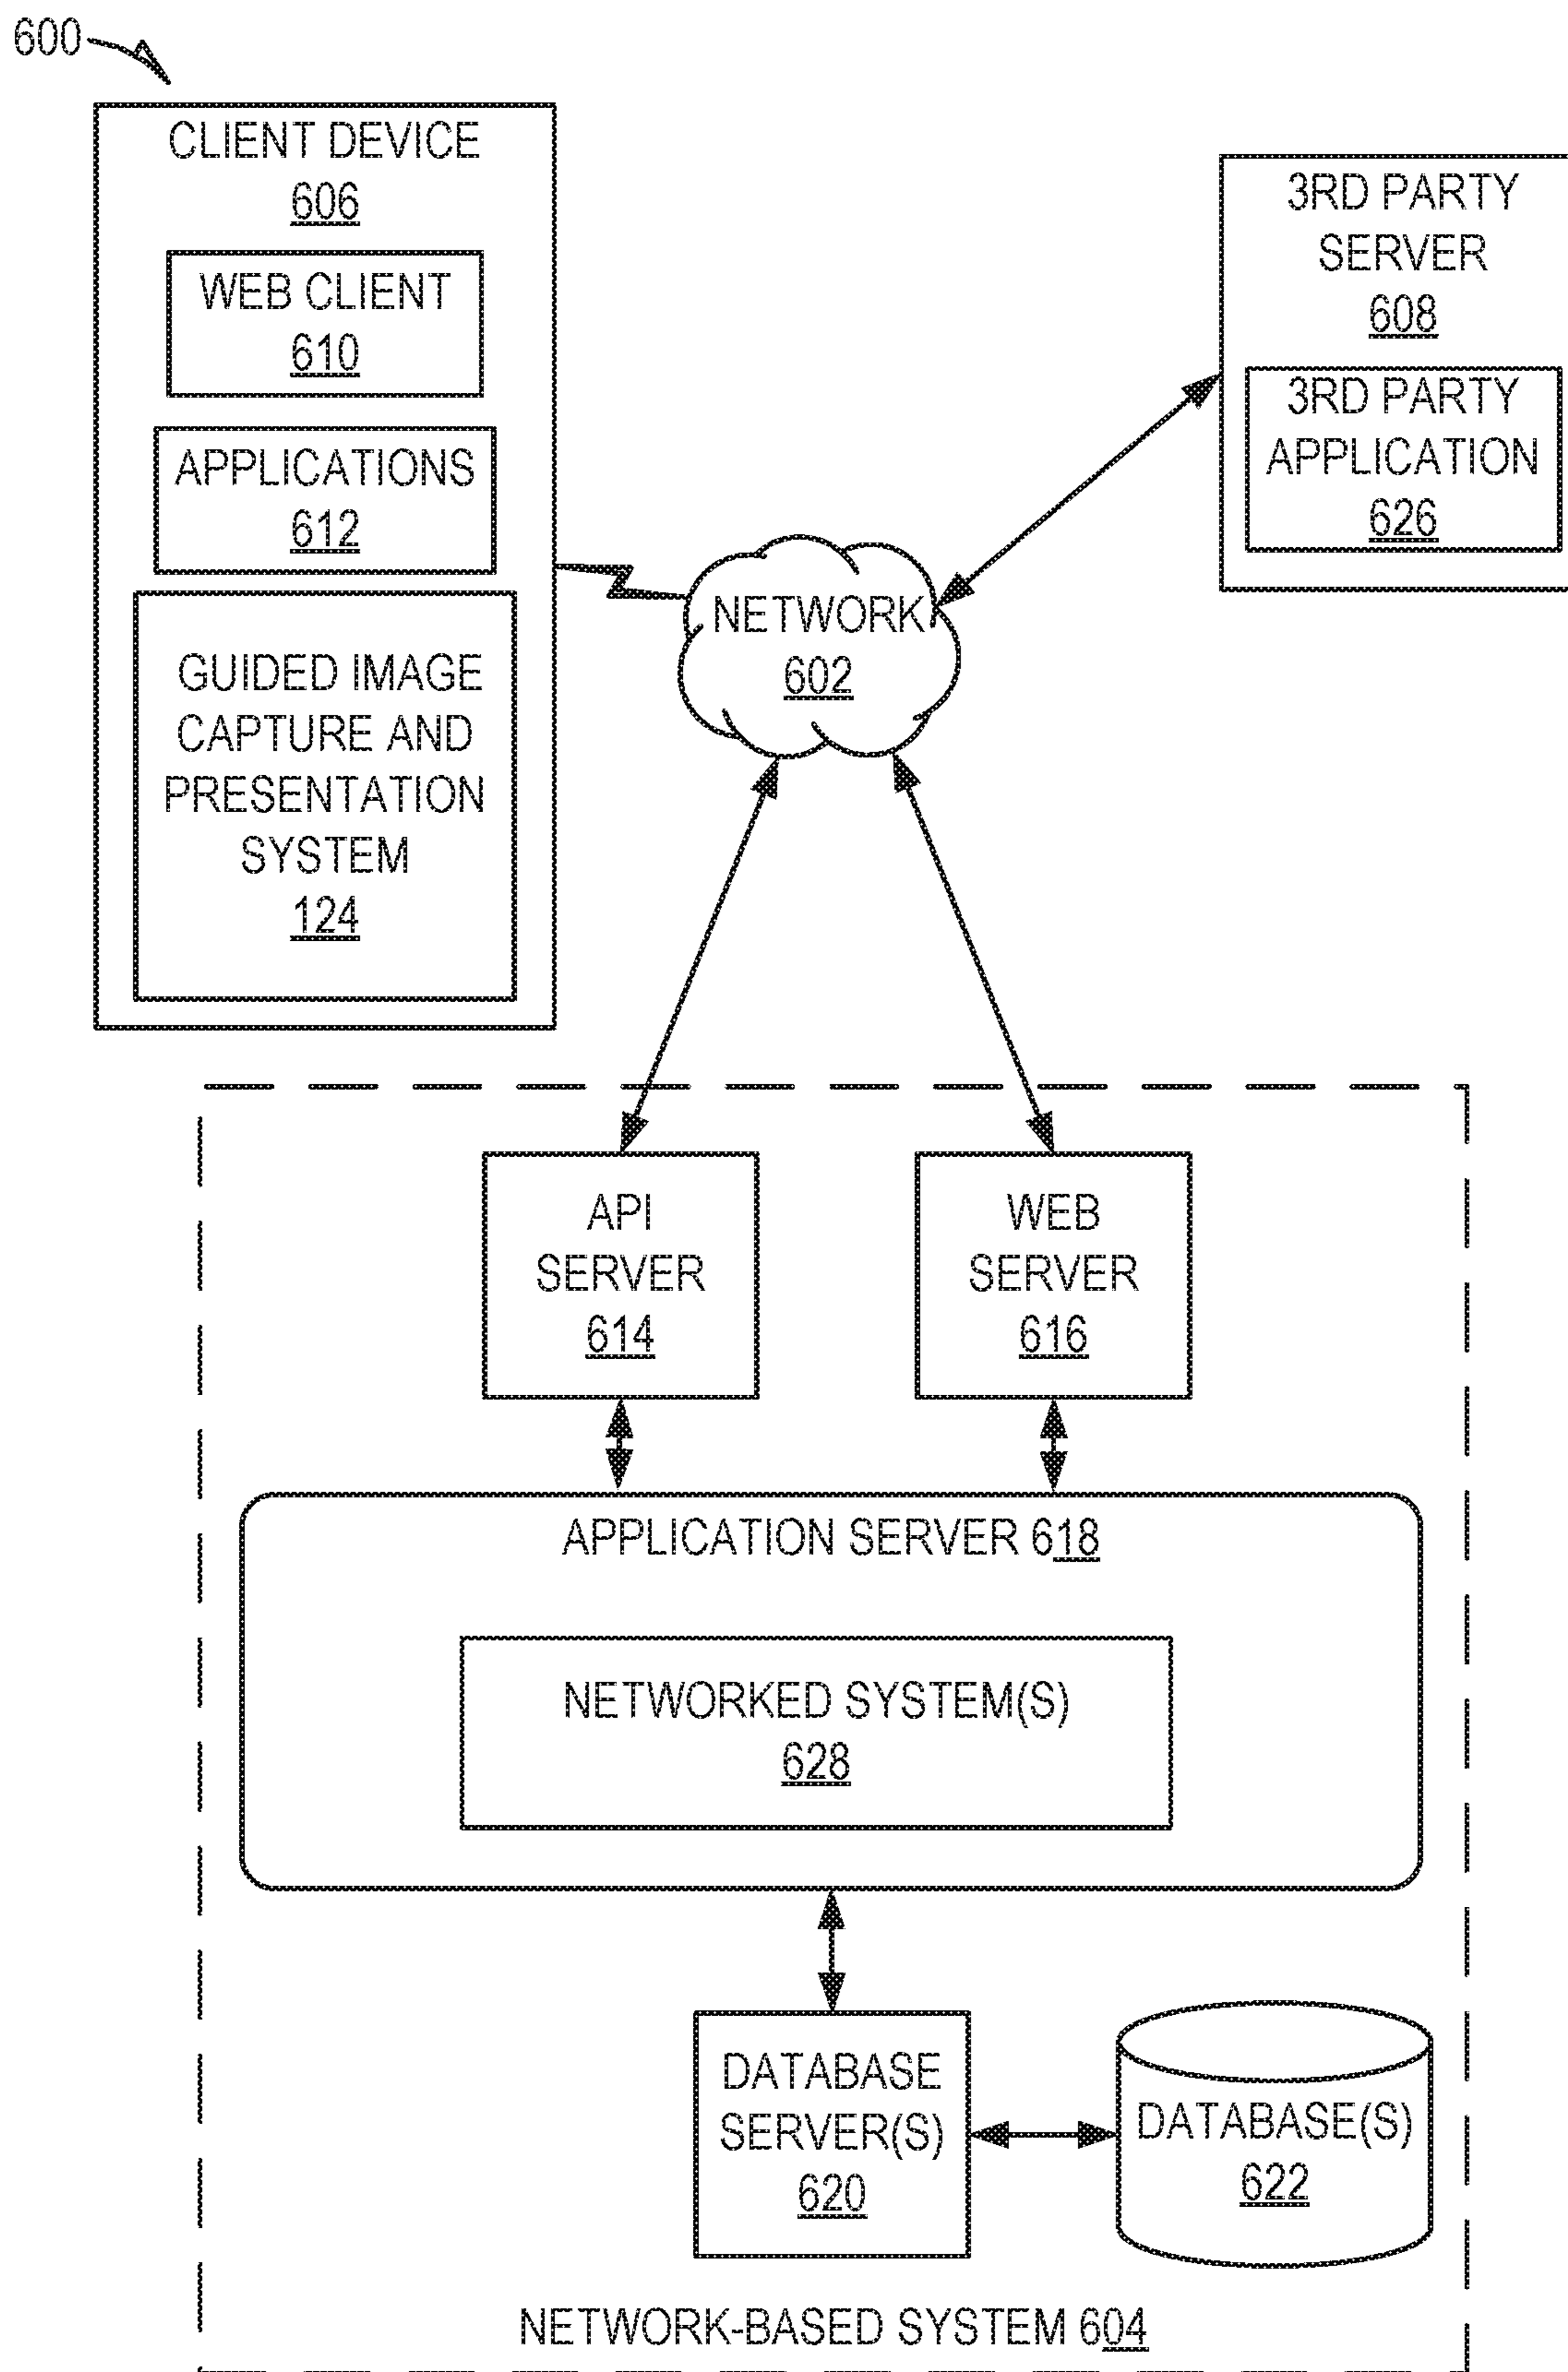 600
CLIENT DEVICE
606
WEB CLIENT
610
APPLICATIONS
612
GUIDED IMAGE
CAPTURE AND
PRESENTATION
SYSTEM
124
3RD PARTY
SERVER
608
3RD PARTY
APPLICATION
626
NETWORK
602
API
SERVER
614
WEB
SERVER
616
APPLICATION SERVER 618
NETWORKED SYSTEM(S)
628
DATABASE
SERVER(S)
620
DATABASE(S)
622
NETWORK-BASED SYSTEM 604